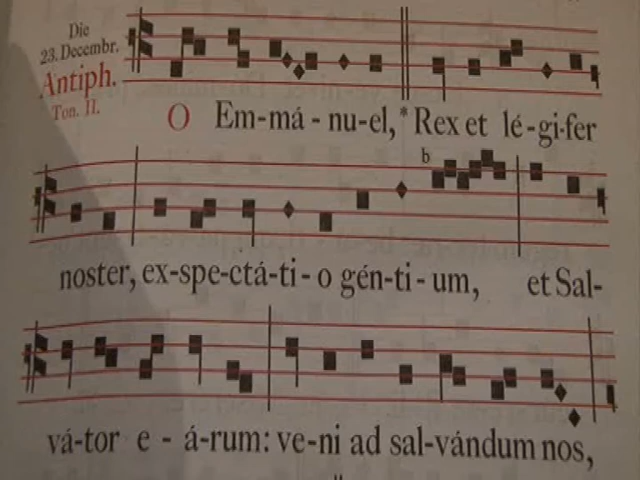 Die
23. Decembr.
Antiph.
Ton. II.
O Em-má - nu-el,* Rex et lé-gi-fer
b
noster, ex-spe-ctá-ti - o gén-ti - um, et Sal-
vá-tor e - á-rum: ve-ni ad sal-vándum nos,